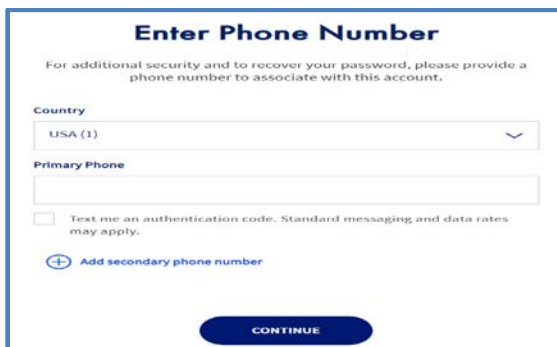 Enter Phone Number
For additional security and to recover your password, please provide a
phone number to associate with this account.
Country
USA (1)
Primary Phone
Text me an authentication code. Standard messaging and data rates
may apply.
Add secondary phone number
CONTINUE